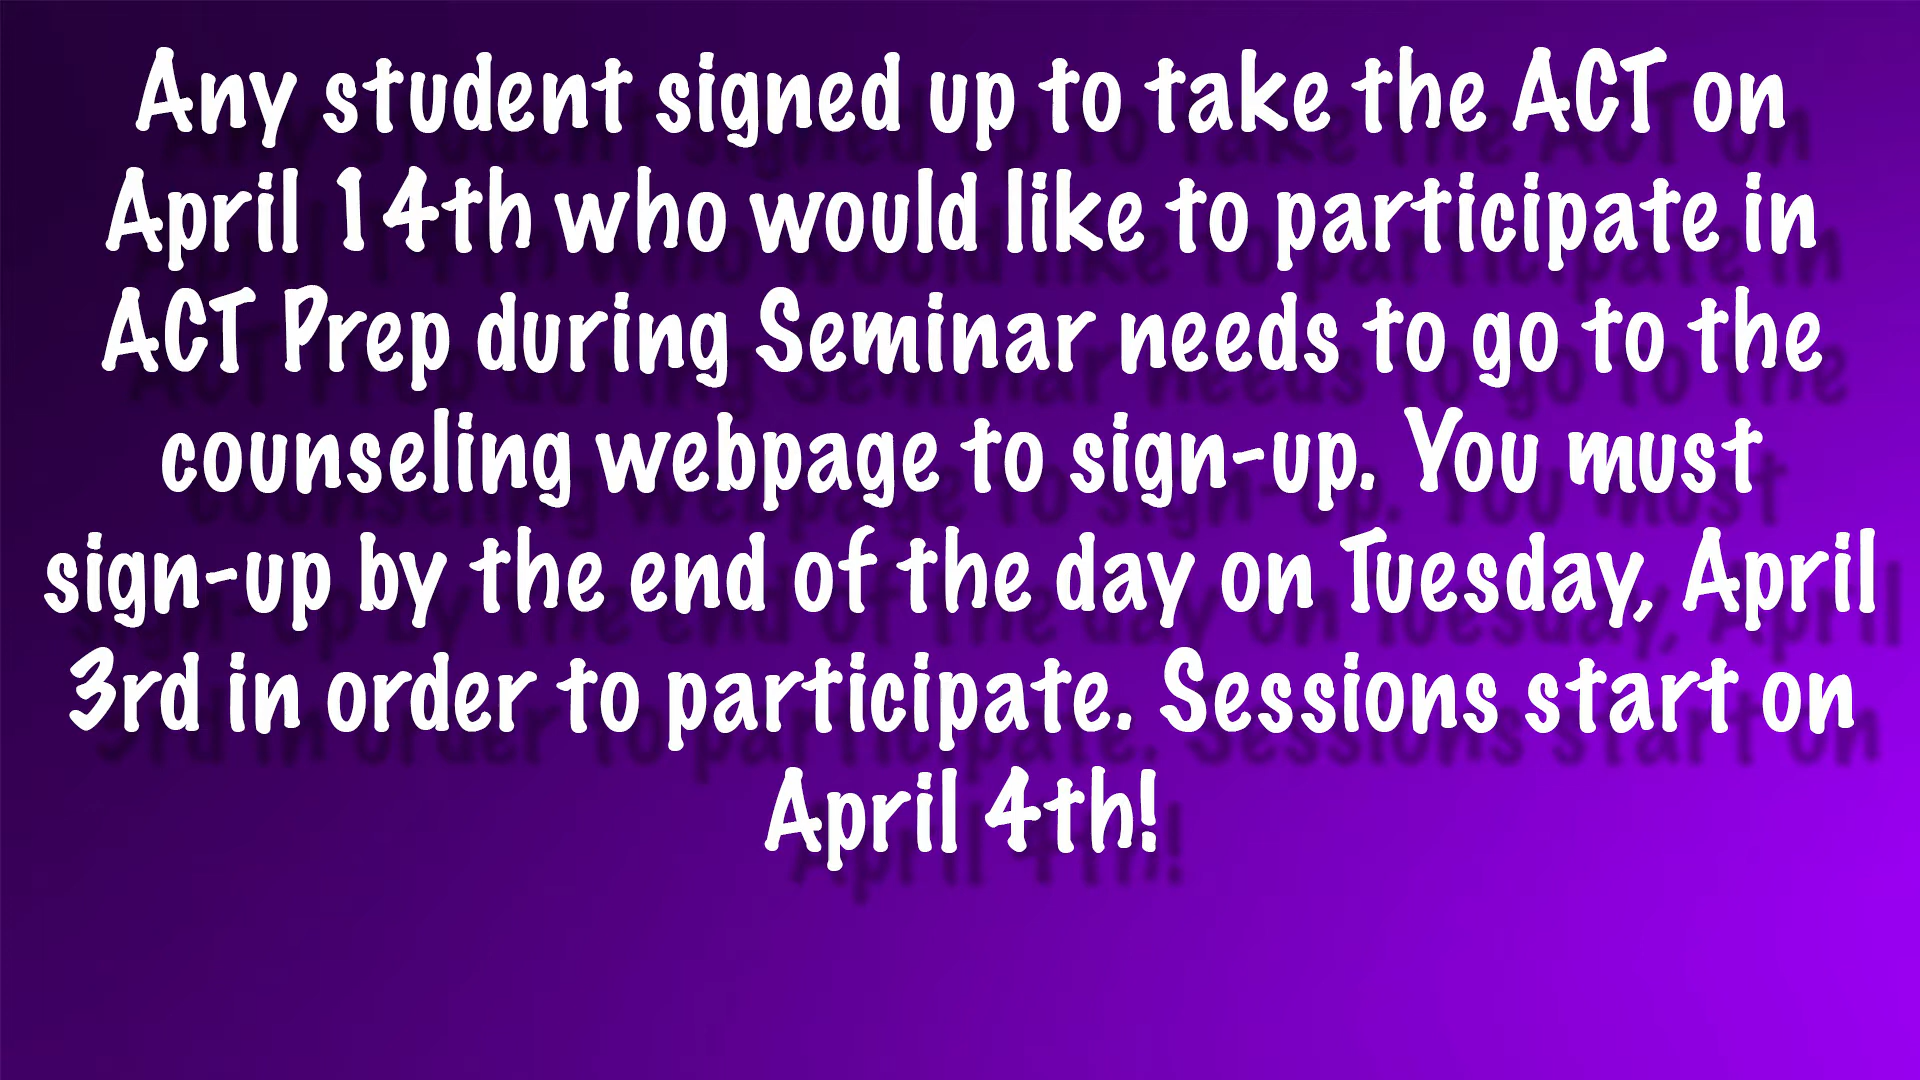 Any student signed up to take the ACT on
April 14th who would like to participate in
ACT Prep during Seminar needs to go to the
counseling webpage to sign-up. You must
sign-up by the end of the day on Tuesday, April
3rd in order to participate. Sessions start on
April 4th!